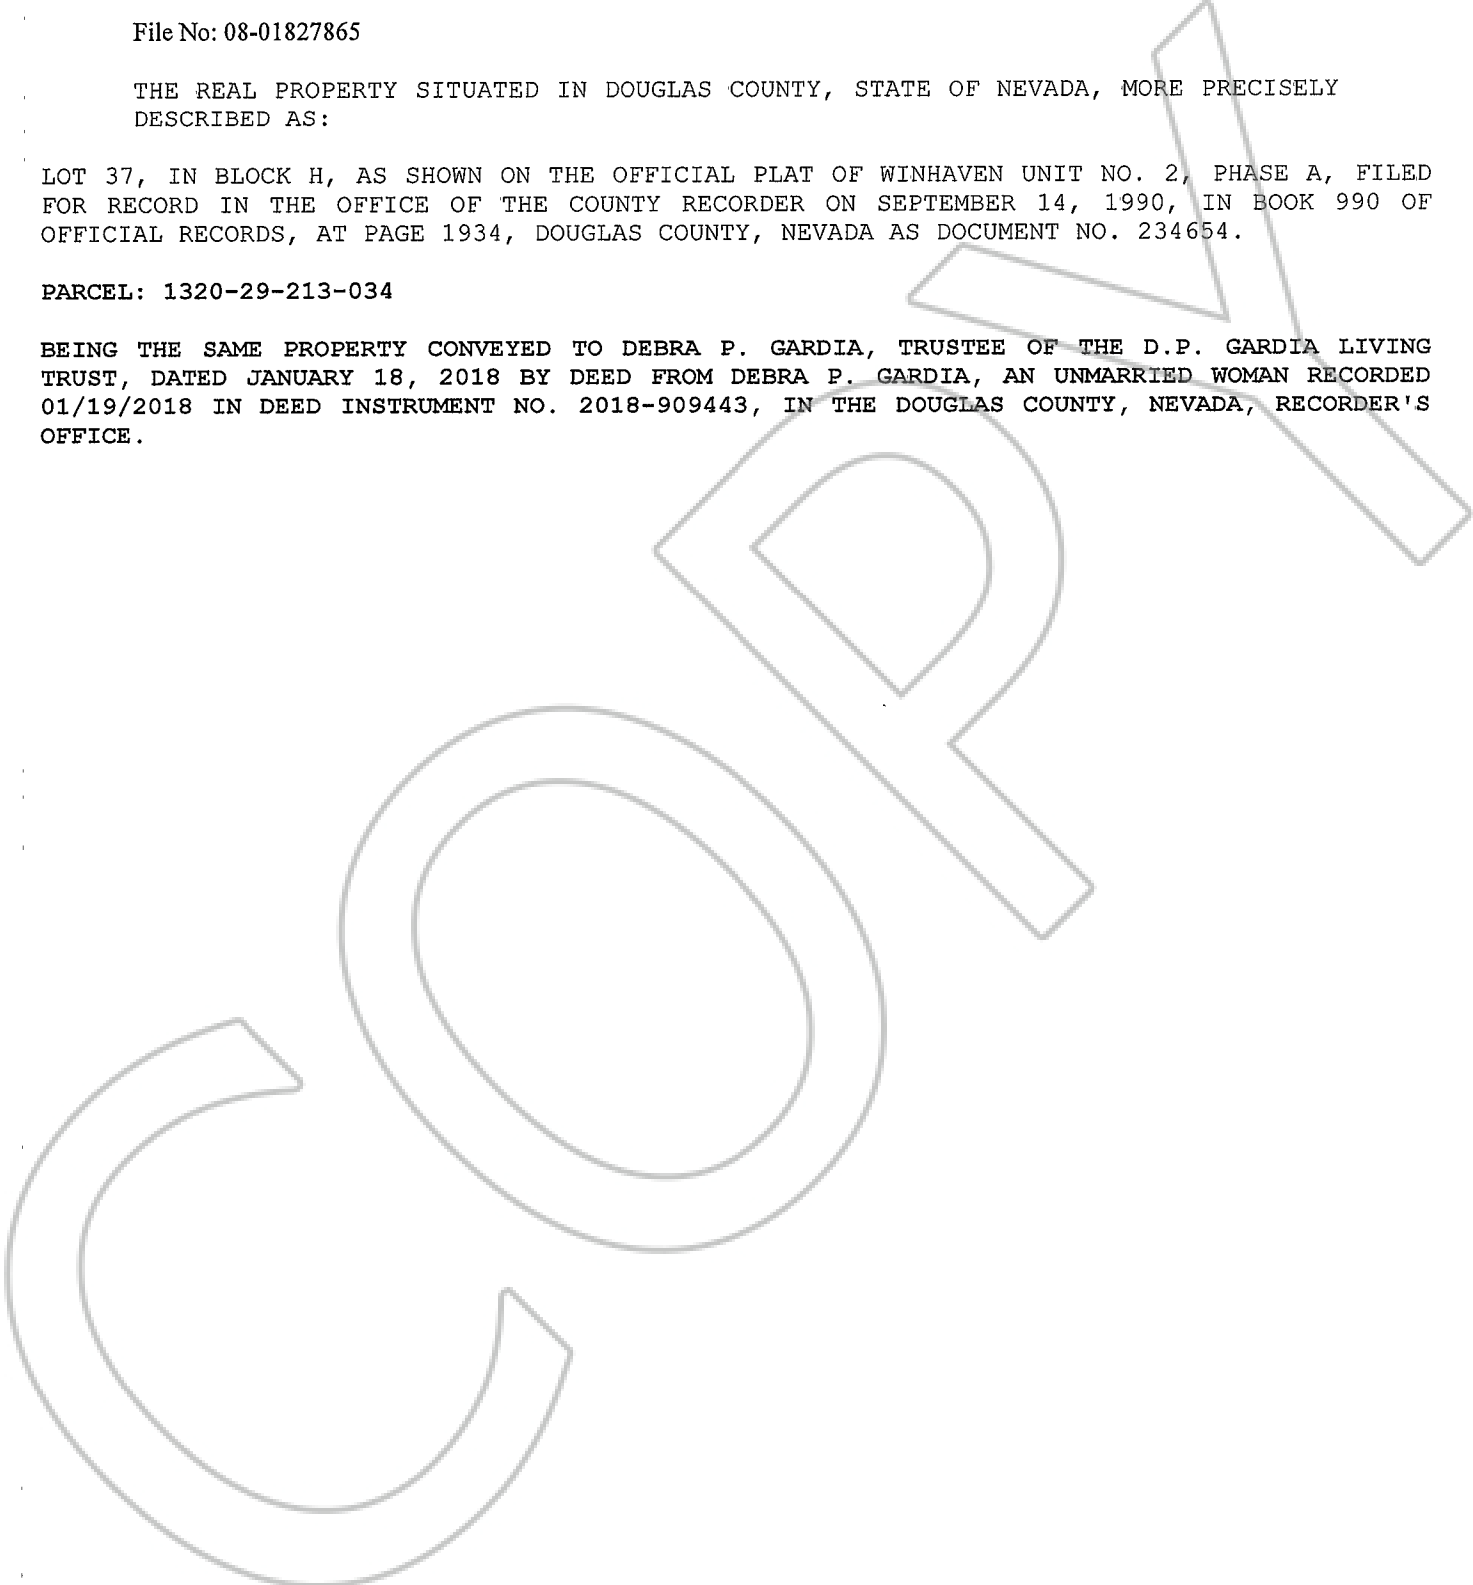 File No: 08-01827865
THE REAL PROPERTY SITUATED IN DOUGLAS COUNTY, STATE OF NEVADA, MORE PRECISELY
DESCRIBED AS:
LOT 37, IN BLOCK H, AS SHOWN ON THE OFFICIAL PLAT OF WINHAVEN UNIT NO. 2, PHASE A, FILED
FOR RECORD IN THE OFFICE OF THE COUNTY RECORDER ON SEPTEMBER 14, 1990, IN BOOK 990 OF
OFFICIAL RECORDS, AT PAGE 1934, DOUGLAS COUNTY, NEVADA AS DOCUMENT NO. 234654.
PARCEL: 1320-29-213-034
BEING THE SAME PROPERTY CONVEYED TO DEBRA P. GARDIA, TRUSTEE OF THE D.P. GARDIA LIVING
TRUST, DATED JANUARY 18, 2018 BY DEED FROM DEBRA P. GARDIA, AN UNMARRIED WOMAN RECORDED
01/19/2018 IN DEED INSTRUMENT NO. 2018-909443, IN THE DOUGLAS COUNTY, NEVADA, RECORDER'S
OFFICE.
COPY